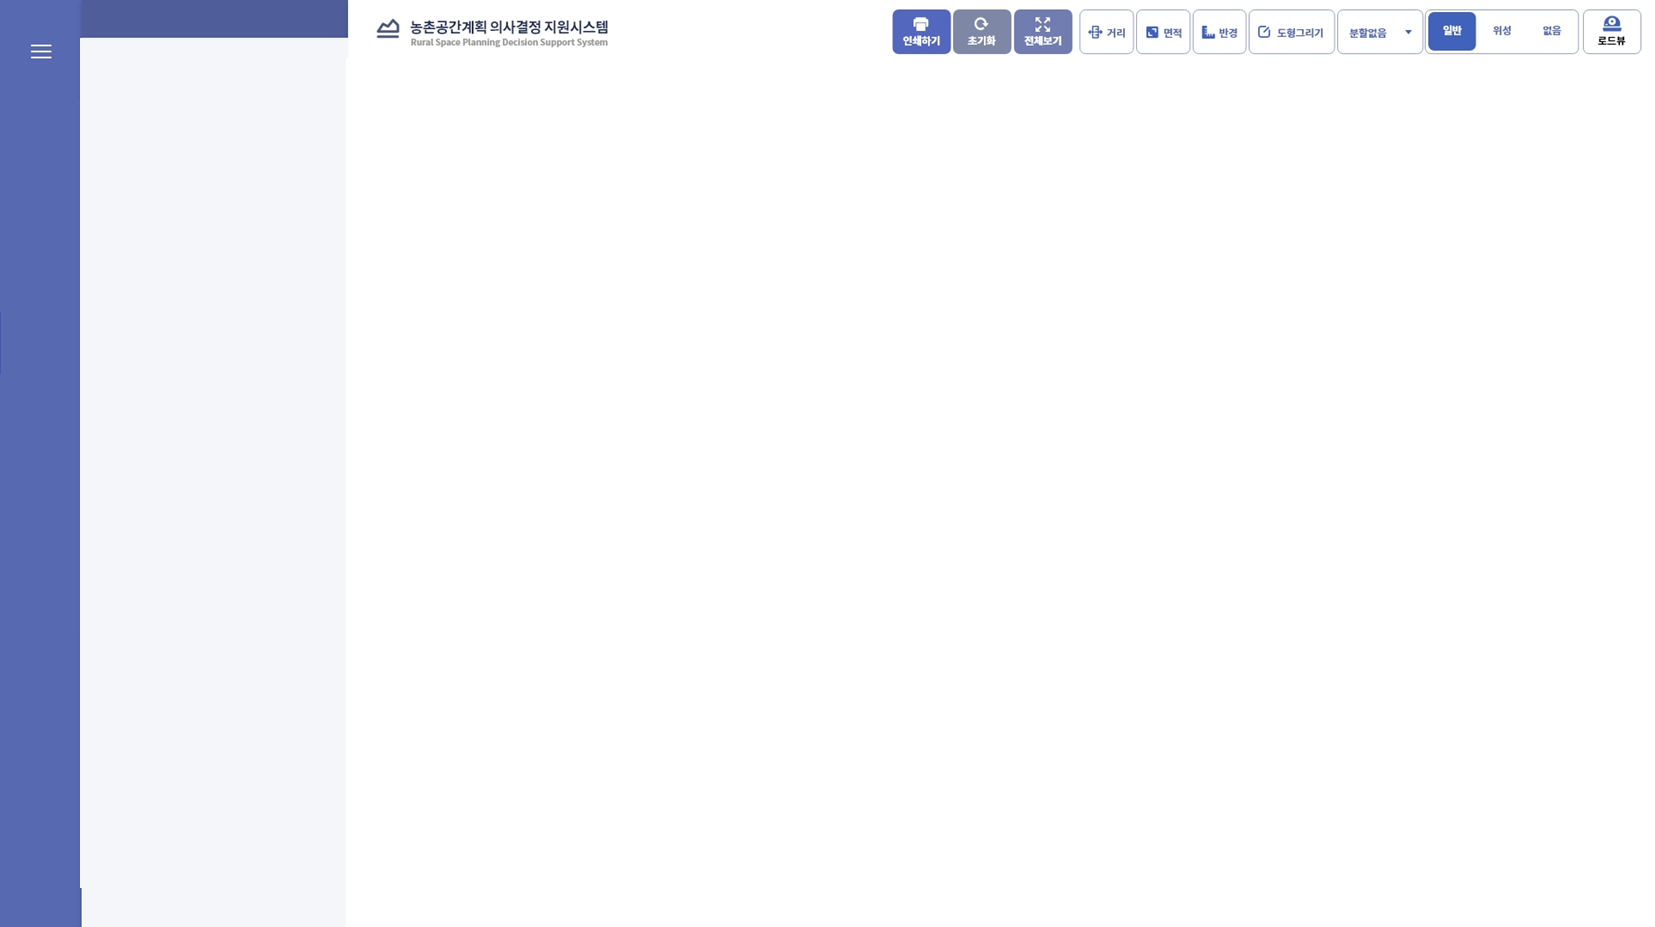 농촌공간계획 의사결정 지원시스템
Rural Space Planning Decision Support System
인쇄하기
초기화
전체보기
거리
면적
반경
도형그리기
분할없음
일반
위성
없음
로드뷰